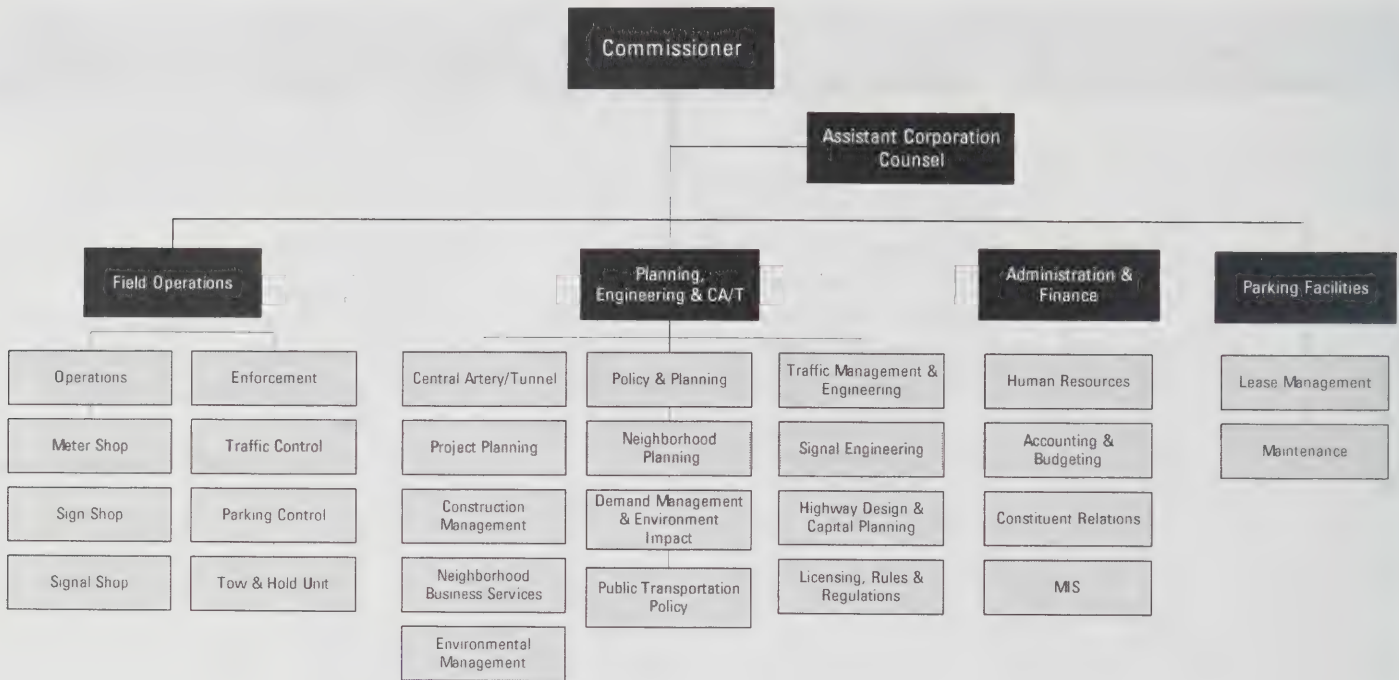 Commissioner
Assistant Corporation
Counsel
Field Operations
Planning,
Engineering & CA/T
Administration &
Finance
Parking Facilities
Operations
Enforcement
Central Artery/Tunnel
Policy & Planning
Traffic Management &
Engineering
Human Resources
Lease Management
Meter Shop
Traffic Control
Project Planning
Neighborhood
Planning
Signal Engineering
Accounting &
Budgeting
Maintenance
Sign Shop
Parking Control
Construction
Management
Demand Management
& Environment
Impact
Highway Design &
Capital Planning
Constituent Relations
Signal Shop
Tow & Hold Unit
Neighborhood
Business Services
Public Transportation
Policy
Licensing, Rules &
Regulations
MIS
Environmental
Management